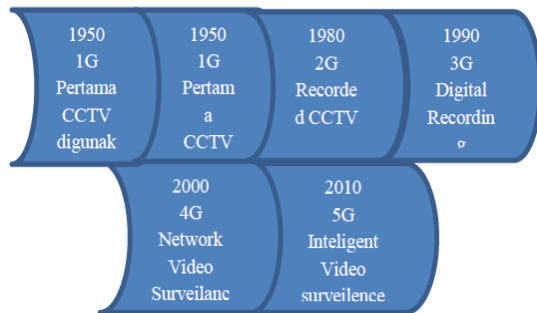 1950
1G
Pertama
CCTV
digunak
1950
1G
Pertam
a
CCTV
1980
2G
Recorde
d CCTV
1990
3G
Digital
Recordin
g
2000
4G
Network
Video
Surveilanc
2010
5G
Inteligent
Video
surveilence